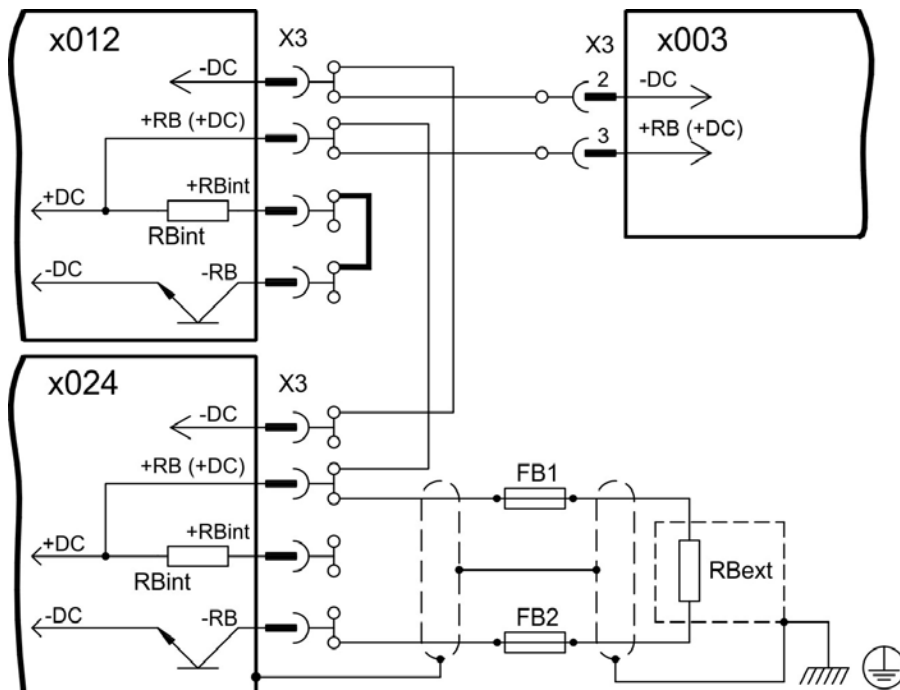 x012
X3
-DC
+RB (+DC)
+RBint
+DC
RBint
-DC
-RB
X3
x003
2
-DC
3
+RB (+DC)
x024
X3
-DC
+RB (+DC)
+RBint
+DC
RBint
-DC
-RB
FB1
RBext
FB2